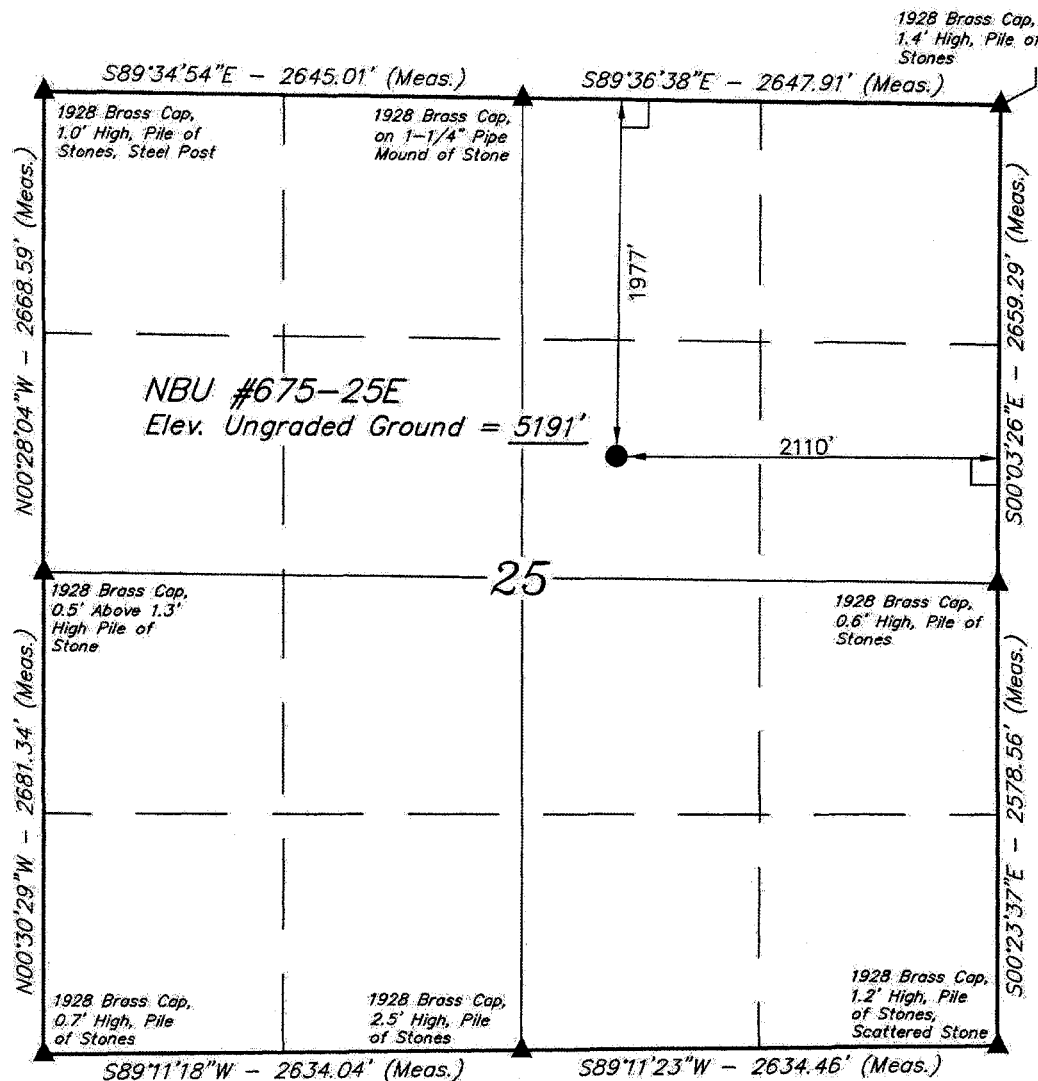 1928 Brass Cap,
1.4' High, Pile of
Stones
S89°34'54"E - 2645.01' (Meas.)
S89°36'38"E - 2647.91' (Meas.)
1928 Brass Cap,
1.0' High, Pile of
Stones, Steel Post
1928 Brass Cap,
on 1-1/4" Pipe
Mound of Stone
N00°28'04"W - 2668.59' (Meas.)
1977'
S00°03'26"E - 2659.29' (Meas.)
NBU #675-25E
Elev. Ungraded Ground = 5191'
2110'
25
1928 Brass Cap,
0.5' Above 1.3'
High Pile of
Stone
1928 Brass Cap,
0.6' High, Pile of
Stones
N00°30'29"W - 2681.34' (Meas.)
S00°23'37"E - 2578.56' (Meas.)
1928 Brass Cap,
0.7' High, Pile
of Stones
1928 Brass Cap,
2.5' High, Pile
of Stones
1928 Brass Cap,
1.2' High, Pile
of Stones,
Scattered Stone
S89°11'18"W - 2634.04' (Meas.)
S89°11'23"W - 2634.46' (Meas.)